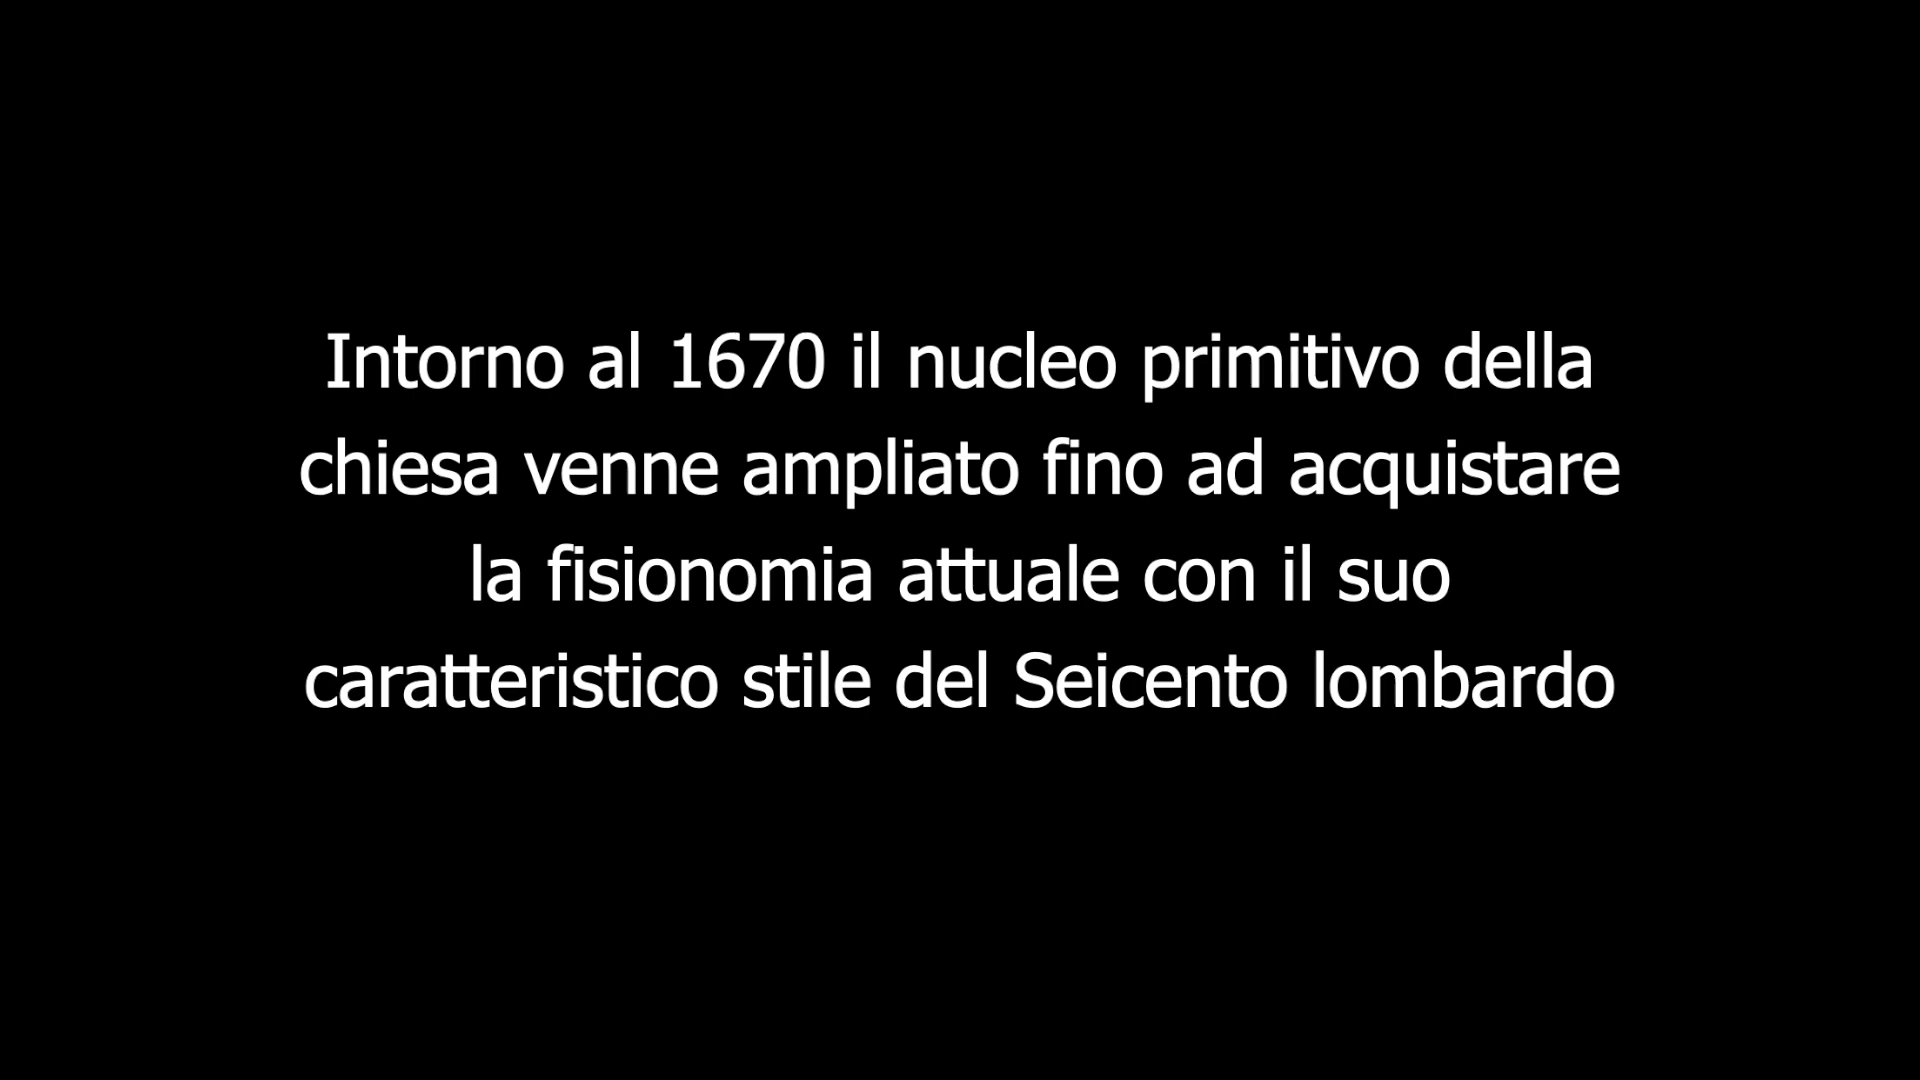 Intorno al 1670 il nucleo primitivo della
chiesa venne ampliato fino ad acquistare
la fisionomia attuale con il suo
caratteristico stile del Seicento lombardo